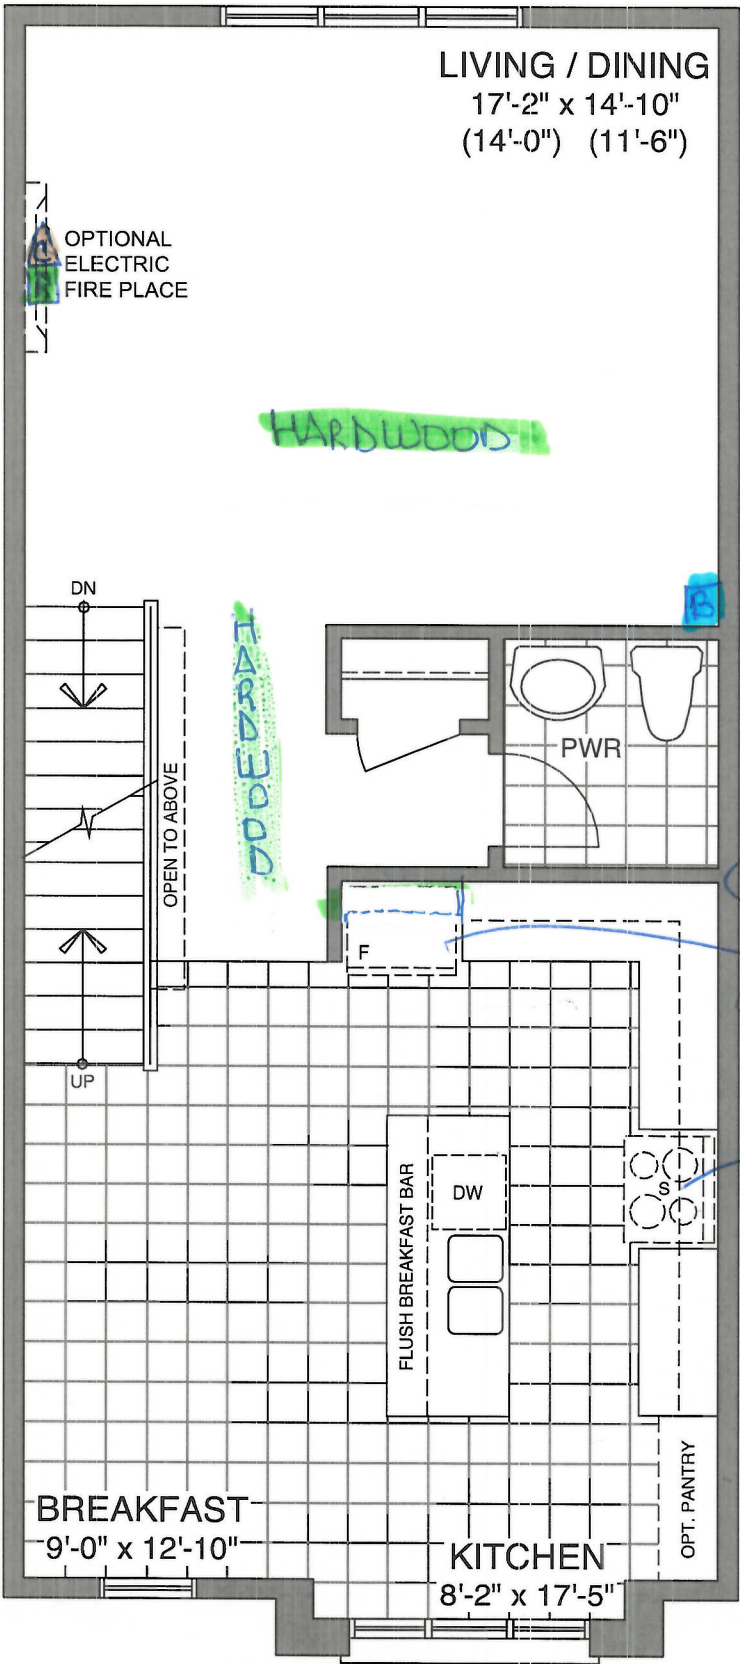 LIVING / DINING
17'-2" x 14'-10"
(14'-0") (11'-6")
OPTIONAL
ELECTRIC
FIRE PLACE
C
HARDWOOD
DN
B
HARDWOOD
PWR
OPEN TO ABOVE
F
UP
FLUSH BREAKFAST BAR
DW
S
OPT. PANTRY
BREAKFAST
9'-0" x 12'-10"
KITCHEN
8'-2" x 17'-5"